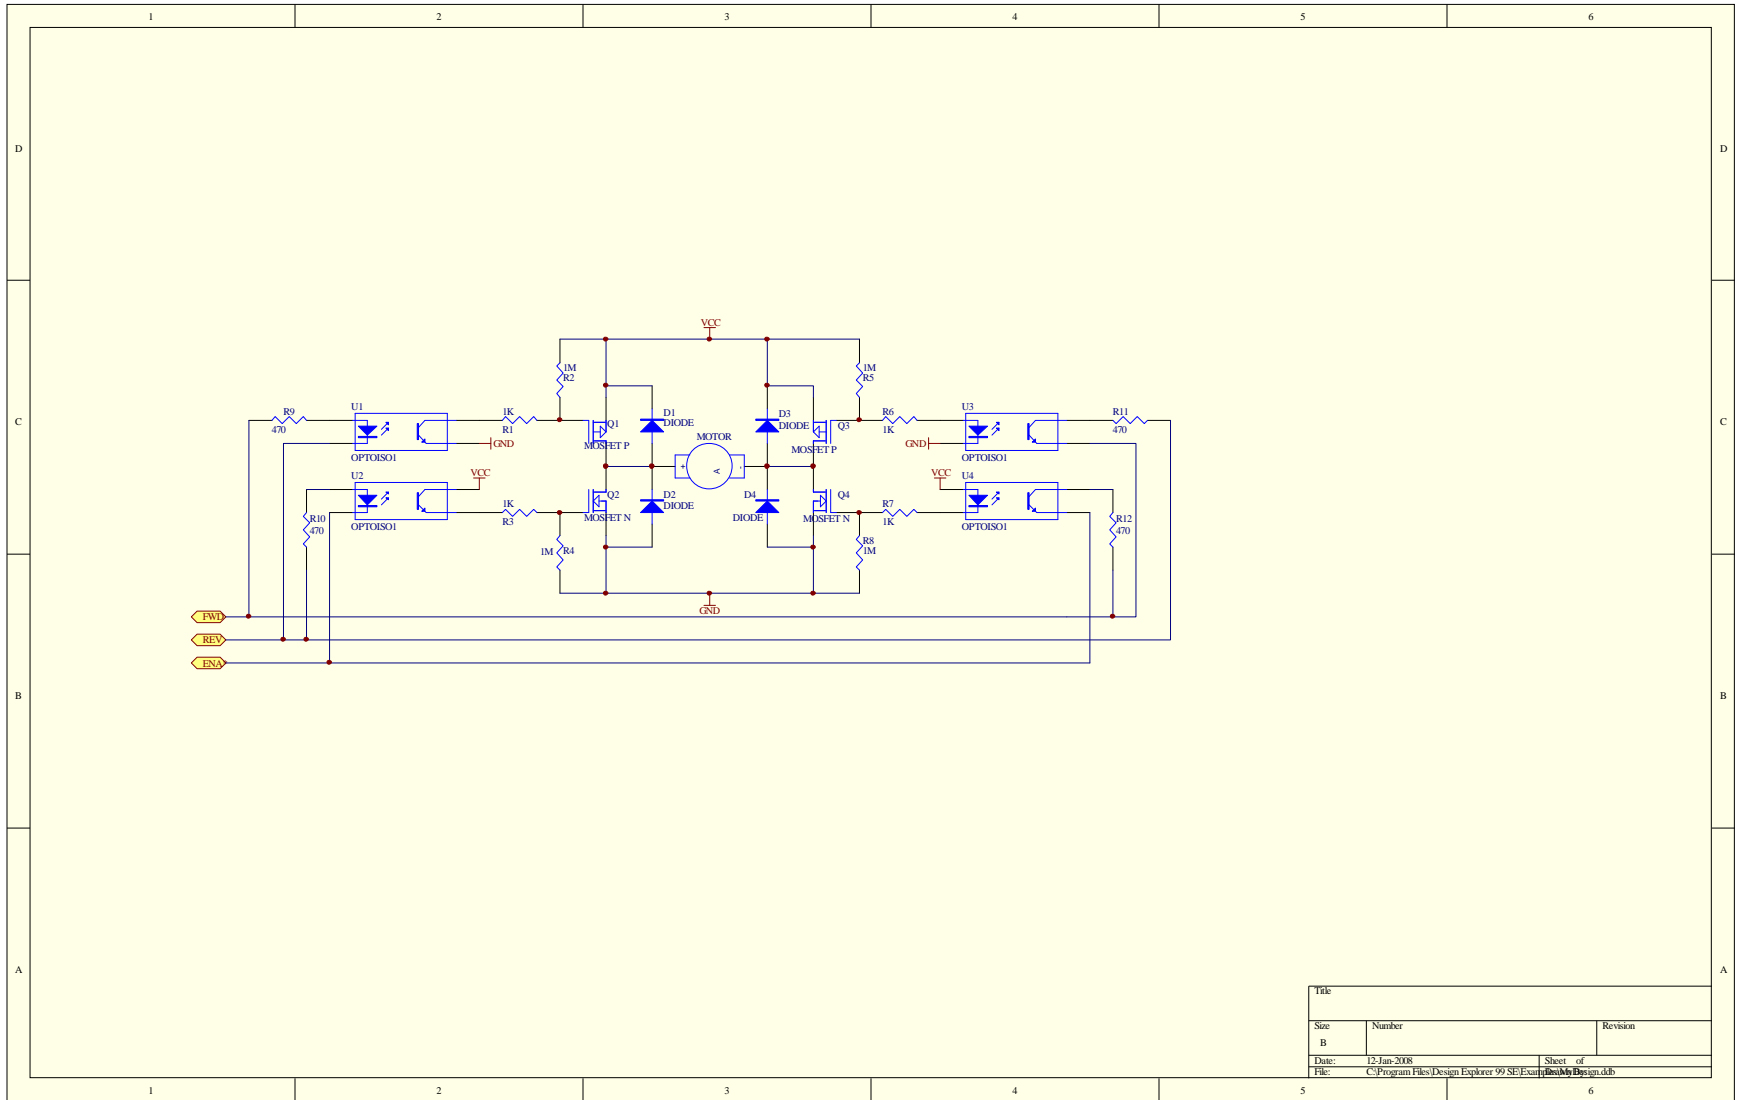 1 2 3 4 5 6
D D
VCC
1M
R2
1M
R5
C C
R9
470
U1
OPTOISO1
1K
R1
GND
Q1
MOSFET P
D1
DIODE
MOTOR
+ A -
D3
DIODE
Q3
MOSFET P
R6
1K
GND
U3
OPTOISO1
R11
470
U2
OPTOISO1
VCC
R10
470
1K
R3
Q2
MOSFET N
D2
DIODE
D4
DIODE
Q4
MOSFET N
R7
1K
VCC
U4
OPTOISO1
R12
470
1M R4
R8
1M
GND
FWD
REV
ENA
B B
A A
Title
Size Number Revision
B
Date: 12-Jan-2008 Sheet of
File: C:\Program Files\Design Explorer 99 SE\Examples\MyDesign.ddb
1 2 3 4 5 6